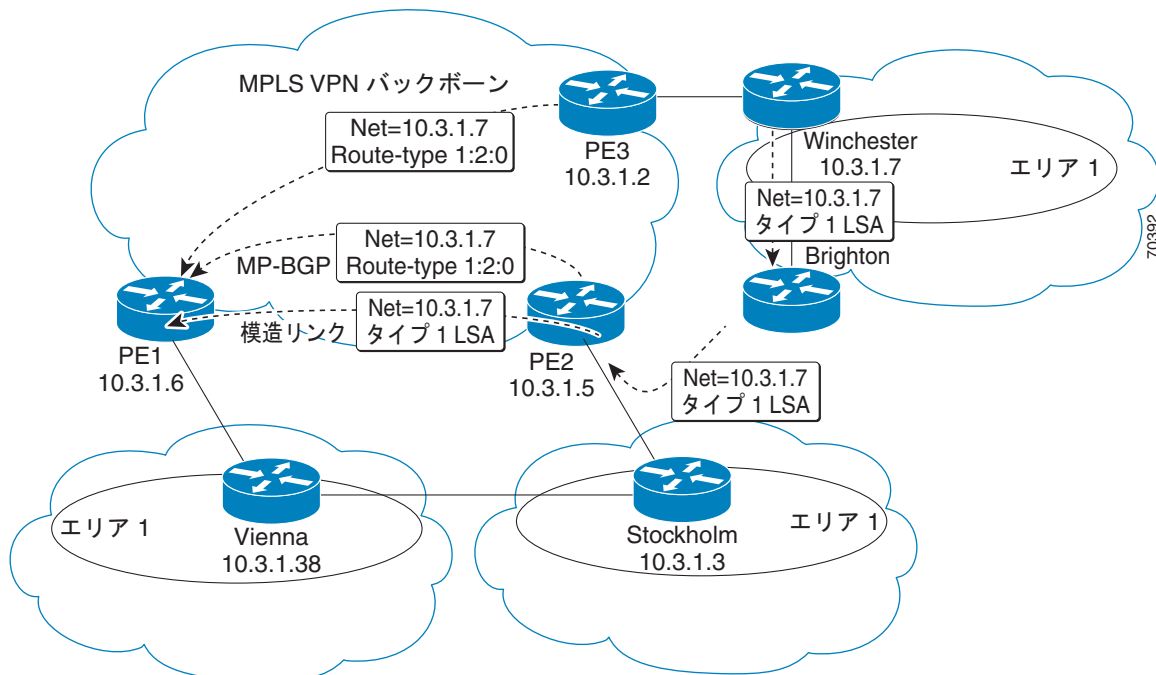 MPLS VPN バックボーン
Net=10.3.1.7
Route-type 1:2:0
PE3
10.3.1.2
Winchester
10.3.1.7
エリア 1
Net=10.3.1.7
タイプ 1 LSA
Brighton
70392
Net=10.3.1.7
Route-type 1:2:0
MP-BGP
Net=10.3.1.7
タイプ 1 LSA
模造リンク
PE1
10.3.1.6
PE2
10.3.1.5
Net=10.3.1.7
タイプ 1 LSA
エリア 1
Vienna
10.3.1.38
Stockholm
10.3.1.3
エリア 1